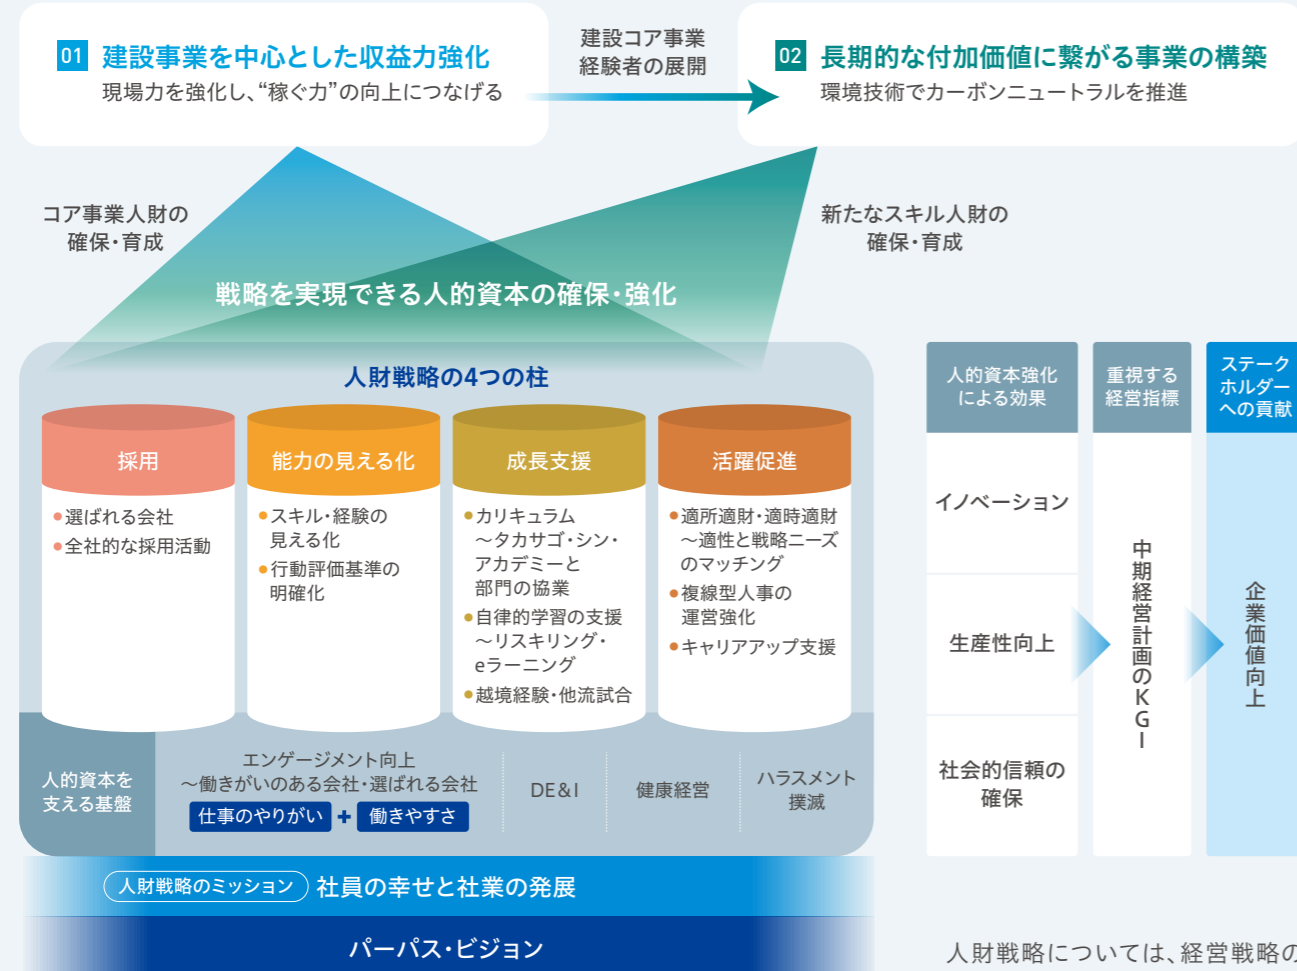 01 建設事業を中心とした収益力強化
現場力を強化し、“稼ぐ力”の向上につなげる
建設コア事業
経験者の展開
02 長期的な付加価値に繋がる事業の構築
環境技術でカーボンニュートラルを推進
コア事業人財の
確保・育成
新たなスキル人財の
確保・育成
戦略を実現できる人的資本の確保・強化
人財戦略の4つの柱
採用
●選ばれる会社
●全社的な採用活動
能力の見える化
●スキル・経験の
見える化
●行動評価基準の
明確化
成長支援
●カリキュラム
～タカサゴ・シン・
アカデミーと
部門の協業
●自律的学習の支援
～リスキリング・
eラーニング
●越境経験・他流試合
活躍促進
●適所適財・適時適財
～適性と戦略ニーズ
のマッチング
●複線型人事の
運営強化
●キャリアアップ支援
人的資本を
支える基盤
エンゲージメント向上
～働きがいのある会社・選ばれる会社
仕事のやりがい + 働きやすさ
DE&I
健康経営
ハラスメント
撲滅
人財戦略のミッション 社員の幸せと社業の発展
パーパス・ビジョン
人的資本強化
による効果
イノベーション
生産性向上
社会的信頼の
確保
重視する
経営指標
中期経営計画のKGI
ステーク
ホルダー
への貢献
企業価値向上
人財戦略については、経営戦略の